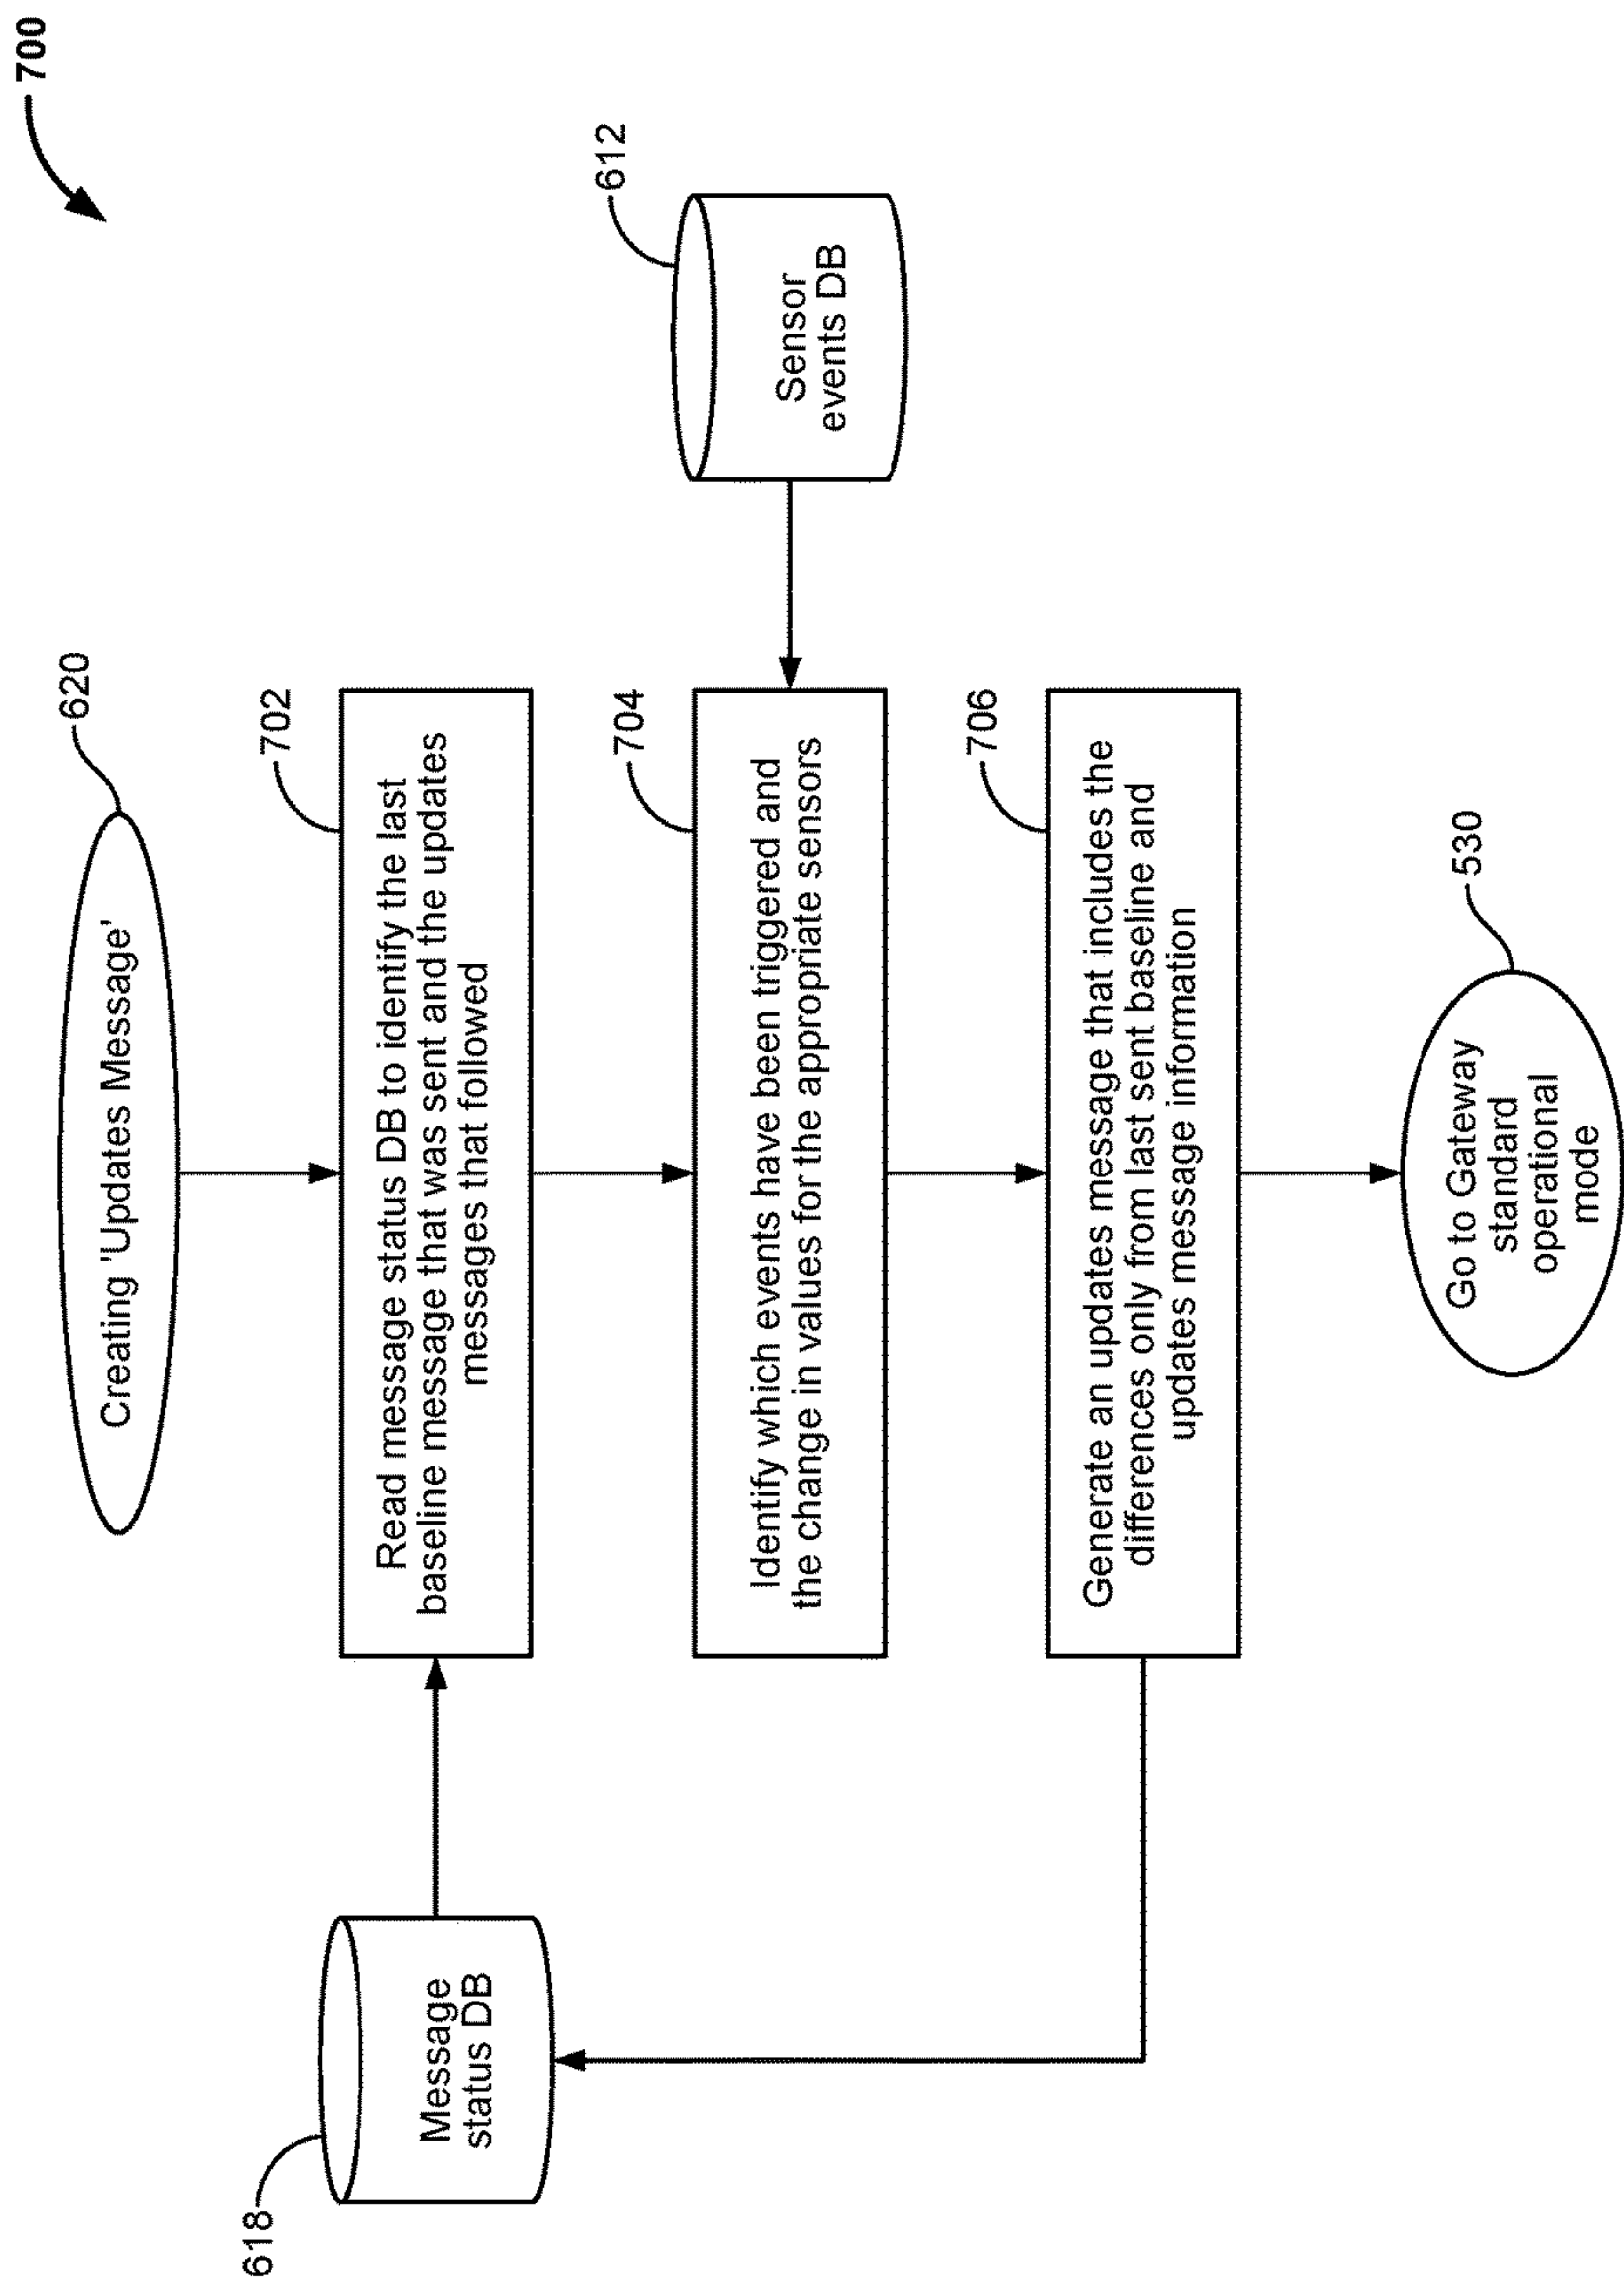 700
Creating 'Updates Message'
620
702
Read message status DB to identify the last
baseline message that was sent and the updates
messages that followed
618
Message
status DB
704
Identify which events have been triggered and
the change in values for the appropriate sensors
612
Sensor
events DB
706
Generate an updates message that includes the
differences only from last sent baseline and
updates message information
530
Go to Gateway
standard
operational
mode